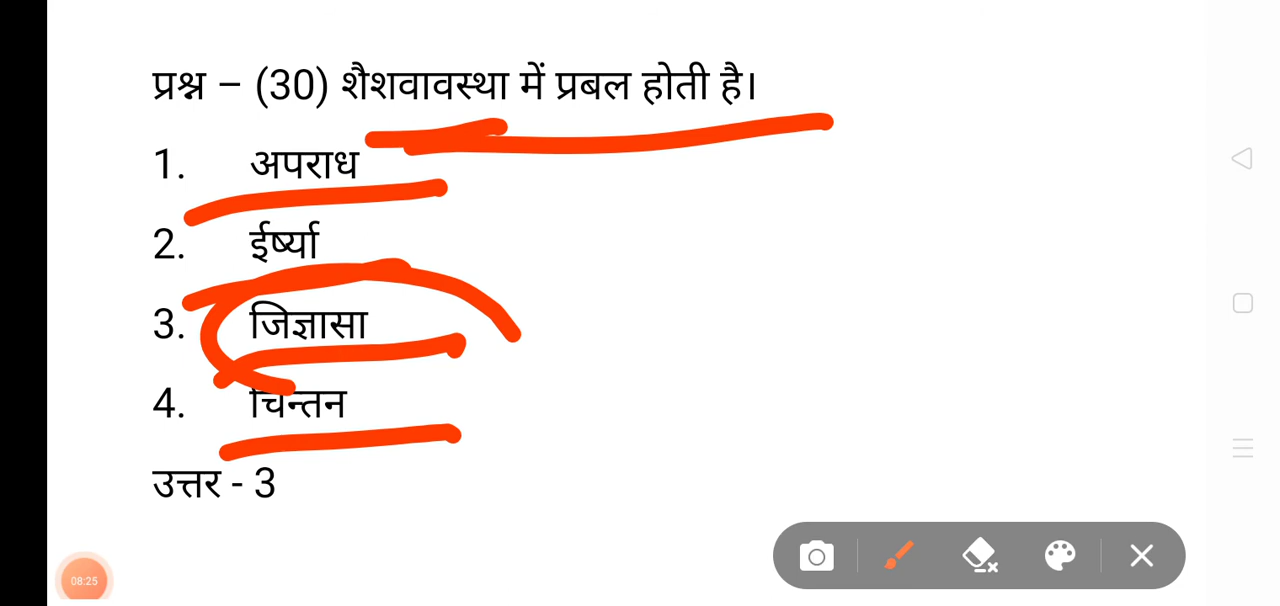 प्रश्न – (30) शैशवावस्था में प्रबल होती है।
1. अपराध
2. ईर्ष्या
3. जिज्ञासा
4. चिन्तन
उत्तर - 3
08:25